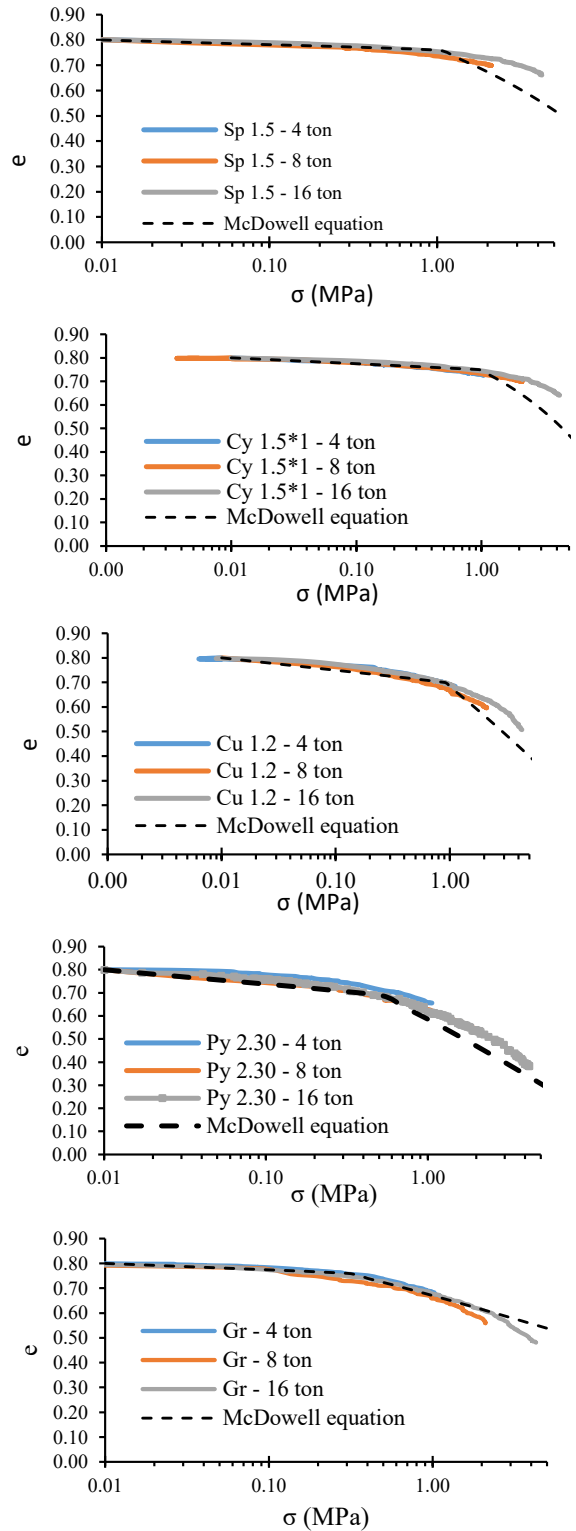 0.90
0.80
0.70
0.60
0.50
0.40
0.30
0.20
0.10
0.00
e
Sp 1.5 - 4 ton
Sp 1.5 - 8 ton
Sp 1.5 - 16 ton
McDowell equation
0.01 0.10 1.00
σ (MPa)
0.90
0.80
0.70
0.60
0.50
0.40
0.30
0.20
0.10
0.00
e
Cy 1.5*1 - 4 ton
Cy 1.5*1 - 8 ton
Cy 1.5*1 - 16 ton
McDowell equation
0.00 0.01 0.10 1.00
σ (MPa)
0.90
0.80
0.70
0.60
0.50
0.40
0.30
0.20
0.10
0.00
e
Cu 1.2 - 4 ton
Cu 1.2 - 8 ton
Cu 1.2 - 16 ton
McDowell equation
0.00 0.01 0.10 1.00
σ (MPa)
0.90
0.80
0.70
0.60
0.50
0.40
0.30
0.20
0.10
0.00
e
Py 2.30 - 4 ton
Py 2.30 - 8 ton
Py 2.30 - 16 ton
McDowell equation
0.01 0.10 1.00
σ (MPa)
0.90
0.80
0.70
0.60
0.50
0.40
0.30
0.20
0.10
0.00
e
Gr - 4 ton
Gr - 8 ton
Gr - 16 ton
McDowell equation
0.01 0.10 1.00
σ (MPa)